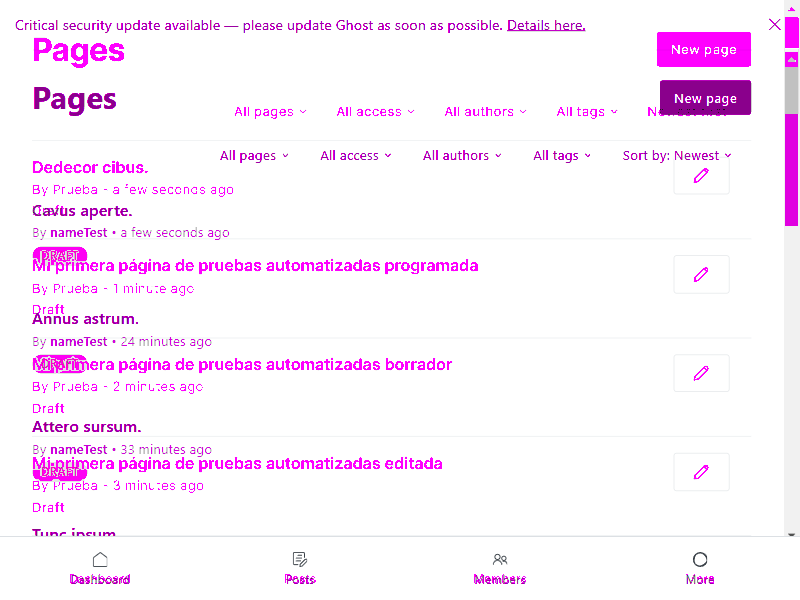 Critical security update available — please update Ghost as soon as possible. Details here.
Pages
New page
Pages
New page
All pages All access All authors All tags
All pages All access All authors All tags Sort by: Newest
Dedecor cibus.
By Prueba - a few seconds ago
Draft
Cavus aperte.
By nameTest • a few seconds ago
DRAFT
Mi primera página de pruebas automatizadas programada
By Prueba - 1 minute ago
Draft
Annus astrum.
By nameTest • 24 minutes ago
DRAFT
Mi primera página de pruebas automatizadas borrador
By Prueba - 2 minutes ago
Draft
Attero sursum.
By nameTest • 33 minutes ago
Mi primera página de pruebas automatizadas editada
DRAFT
By Prueba - 3 minutes ago
Draft
Tunc ipsum.
Dashboard Posts Members More